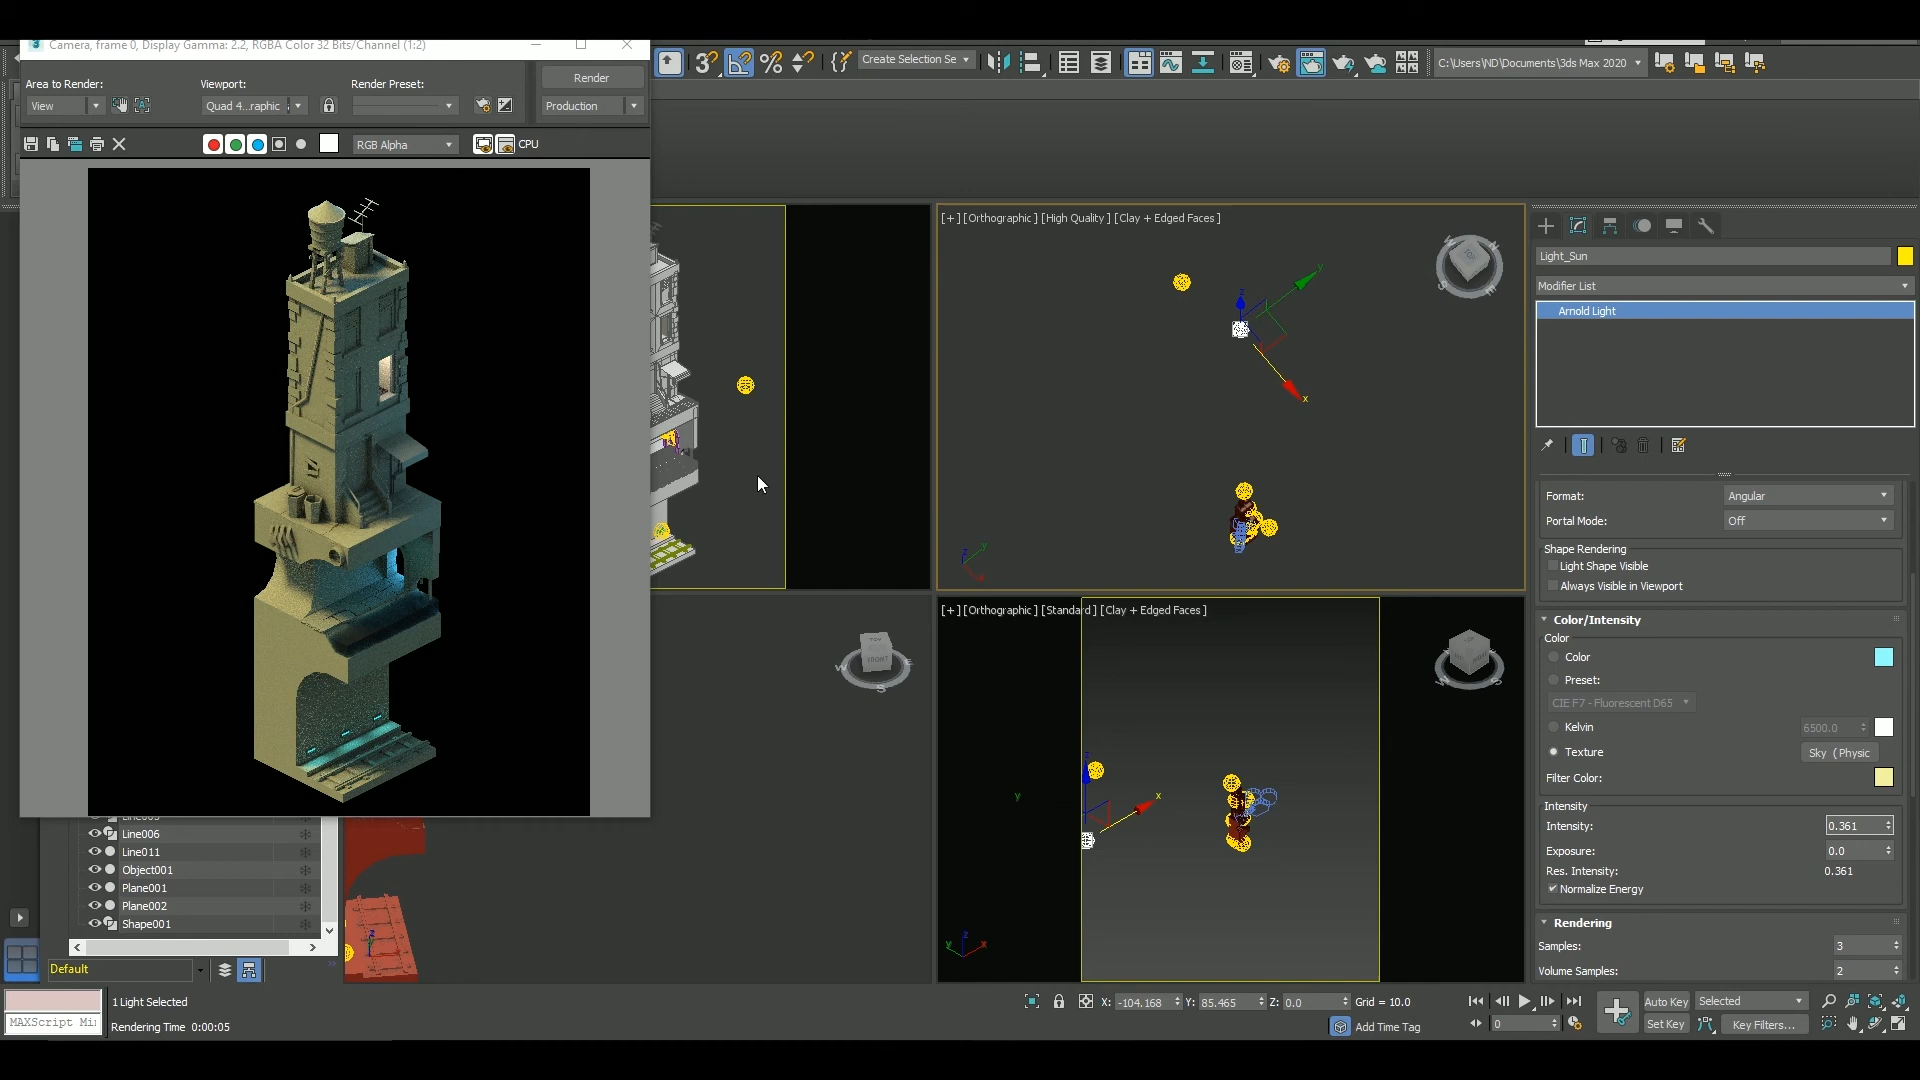 Camera, frame 0, Display Gamma: 2.2, RGBA Color 32 Bits/Channel (1:2)
Area to Render:
Viewport:
Render Preset:
Render
View
Quad 4...raphic
Production
RGB Alpha
CPU
Create Selection Se
C:\Users\ND\Documents\3ds Max 2020
[+] [Orthographic ] [High Quality ] [Clay + Edged Faces ]
Light_Sun
Modifier List
Arnold Light
Format:
Angular
Portal Mode:
Off
Shape Rendering
Light Shape Visible
Always Visible in Viewport
Color/Intensity
Color
Color
Preset:
CIE F7 - Fluorescent D65
Kelvin
6500.0
Texture
Sky (Physic
Filter Color:
Intensity
Intensity:
0.361
Exposure:
0.0
Res. Intensity:
0.361
Normalize Energy
Rendering
Samples:
3
Volume Samples:
2
[+] [Orthographic ] [Standard ] [Clay + Edged Faces ]
TOP
FRONT
Line006
Line011
Object001
Plane001
Plane002
Shape001
Default
MAXScript Mi
1 Light Selected
Rendering Time 0:00:05
X: -104.168
Y: 85.465
Z: 0.0
Grid = 10.0
Add Time Tag
0
Auto Key
Selected
Set Key
Key Filters...